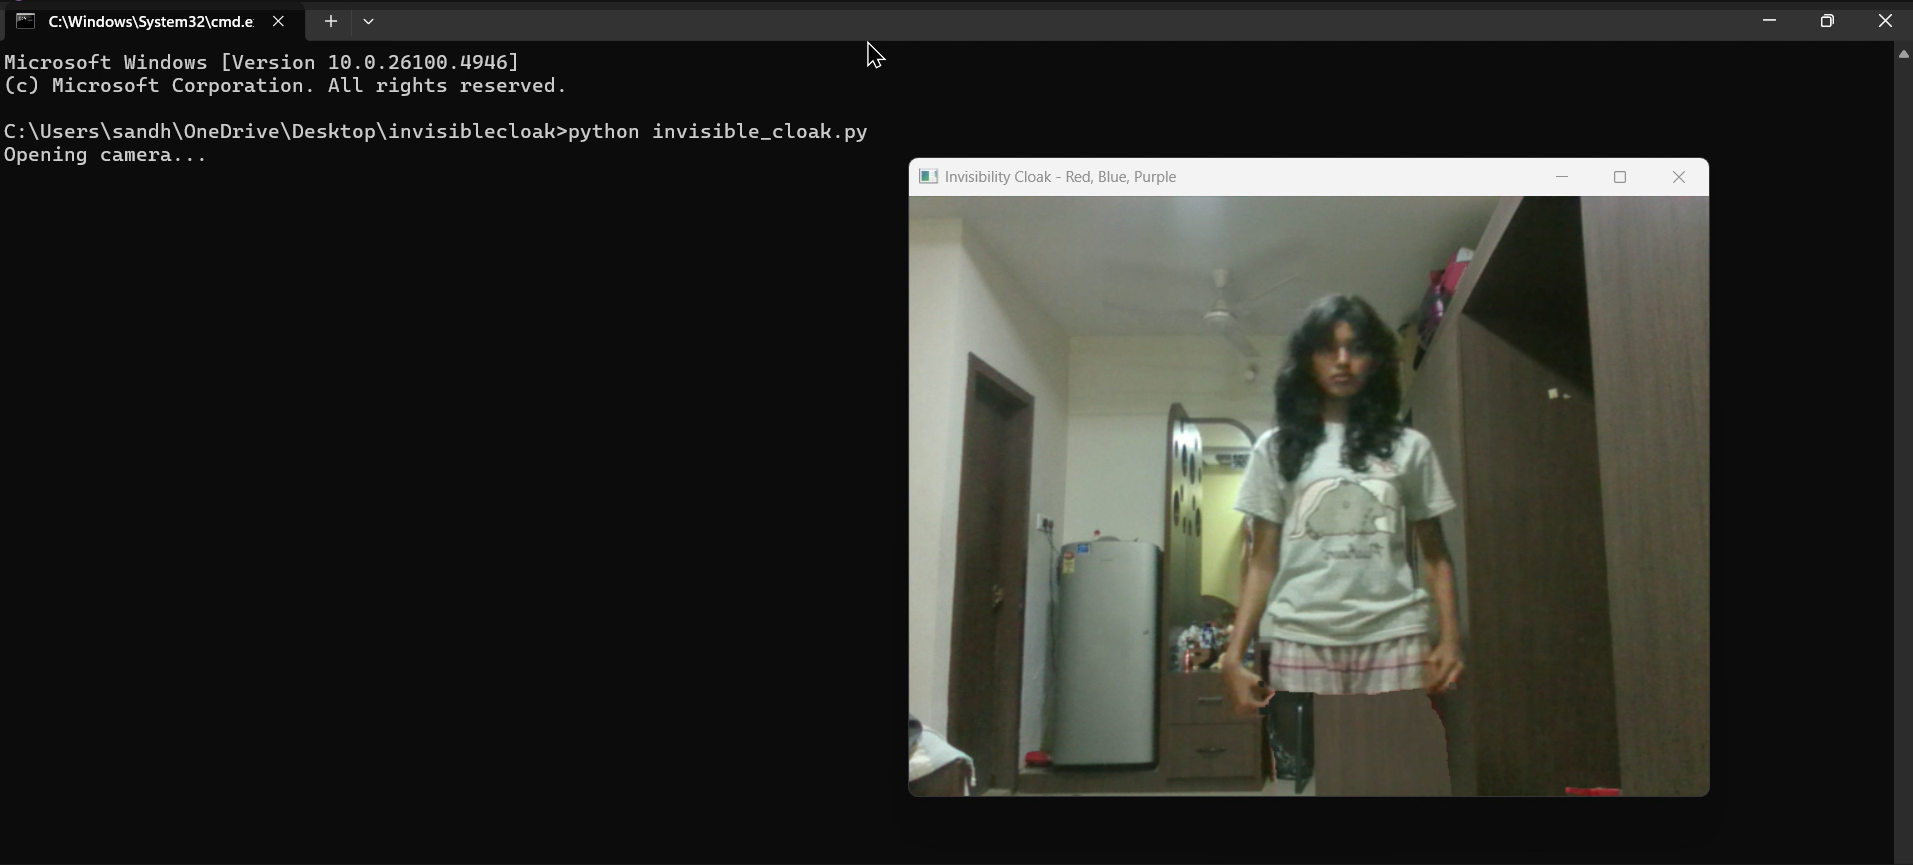 C:\Windows\System32\cmd.e
Microsoft Windows [Version 10.0.26100.4946]
(c) Microsoft Corporation. All rights reserved.
C:\Users\sandh\OneDrive\Desktop\invisiblecloak>python invisible_cloak.py
Opening camera...
Invisibility Cloak - Red, Blue, Purple